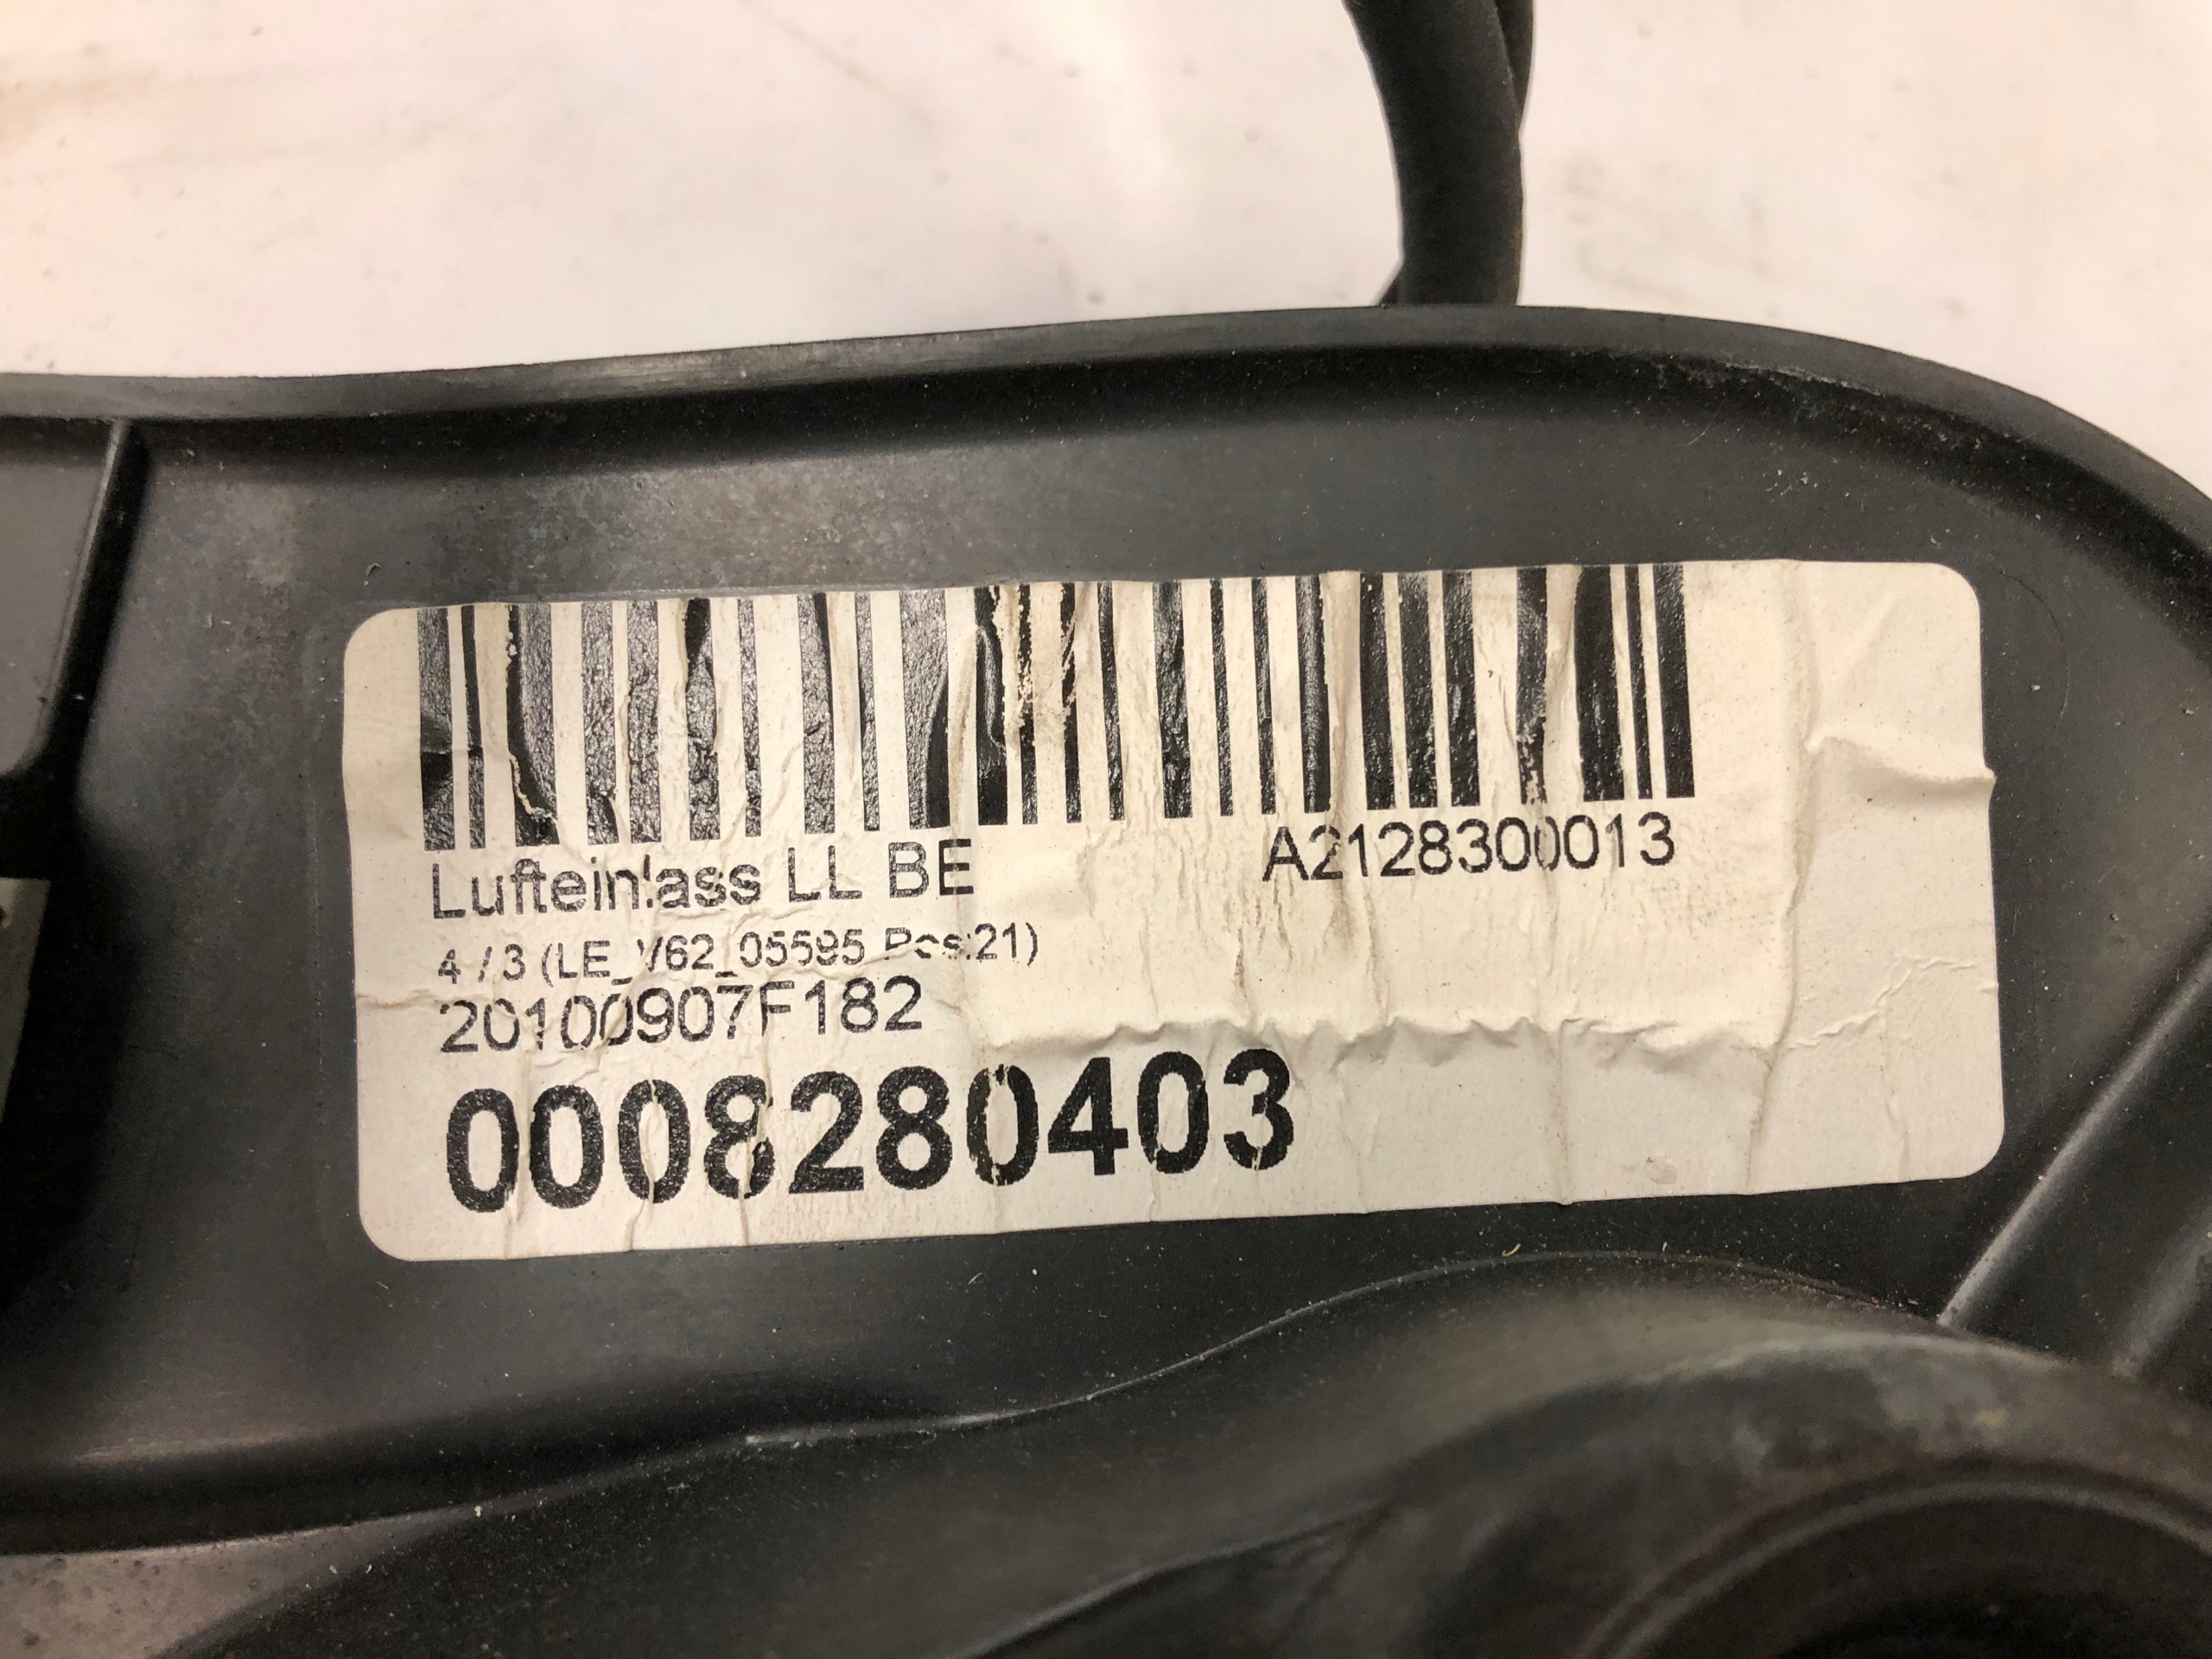 Lufteinlass LL BE A2128300013
4 / 3 (LE_V62_05595 Pos:21)
20100907F182
0008280403